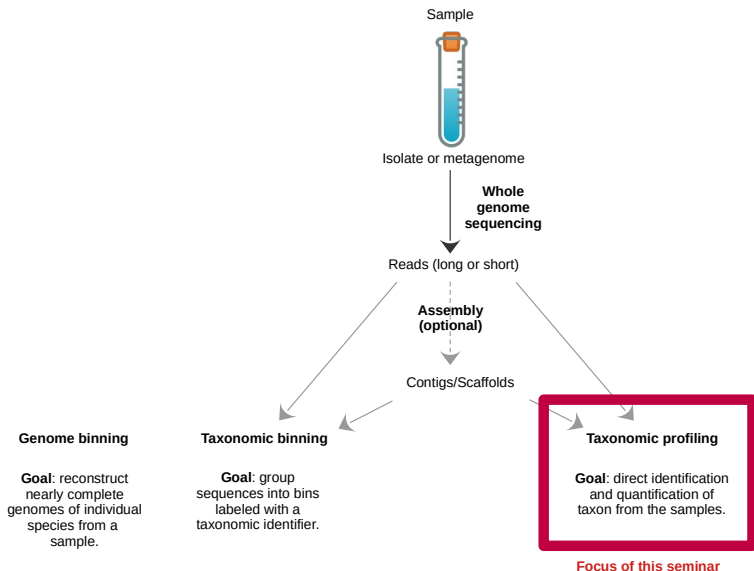 Sample
Isolate or metagenome
Whole
genome
sequencing
Reads (long or short)
Assembly
(optional)
Contigs/Scaffolds
Genome binning
Goal: reconstruct
nearly complete
genomes of individual
species from a
sample.
Taxonomic binning
Goal: group
sequences into bins
labeled with a
taxonomic identifier.
Taxonomic profiling
Goal: direct identification
and quantification of
taxon from the samples.
Focus of this seminar